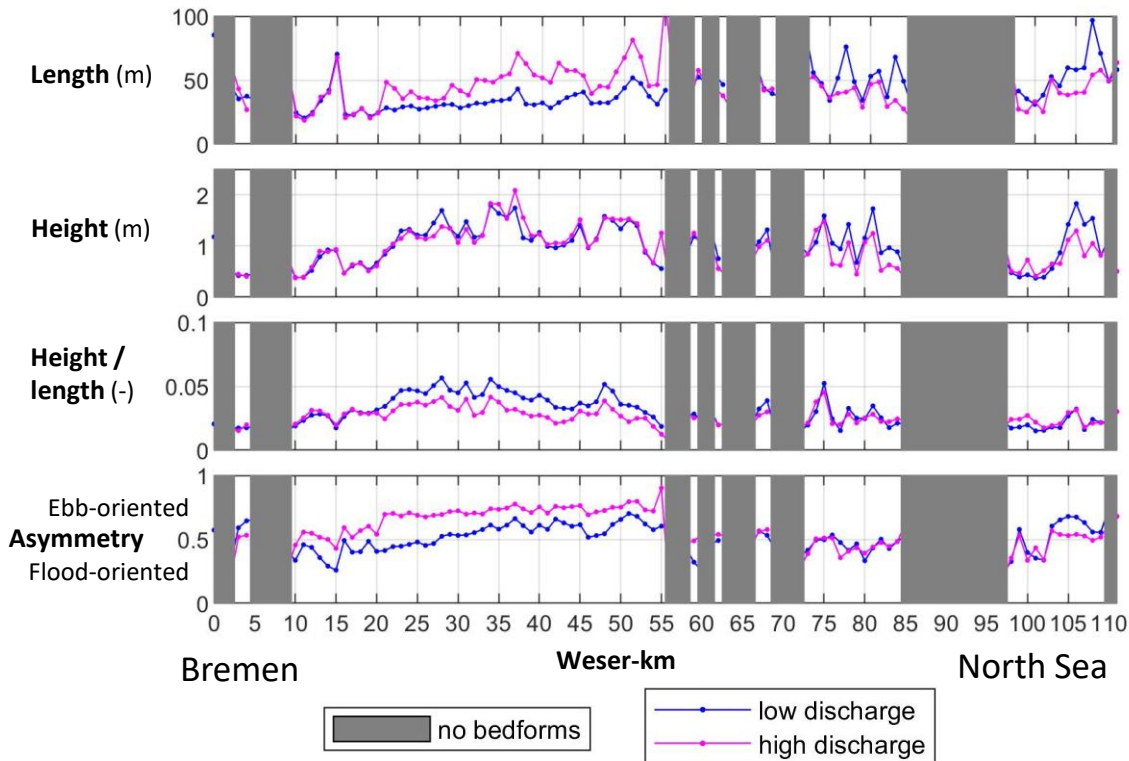 100
Length (m)
50
0
2
Height (m)
1
0
0.1
Height /
length (-)
0.05
0
1
Ebb-oriented
Asymmetry
0.5
Flood-oriented
0
0 5 10 15 20 25 30 35 40 45 50 55 60 65 70 75 80 85 90 95 100 105 110
Bremen
Weser-km
North Sea
no bedforms
low discharge
high discharge